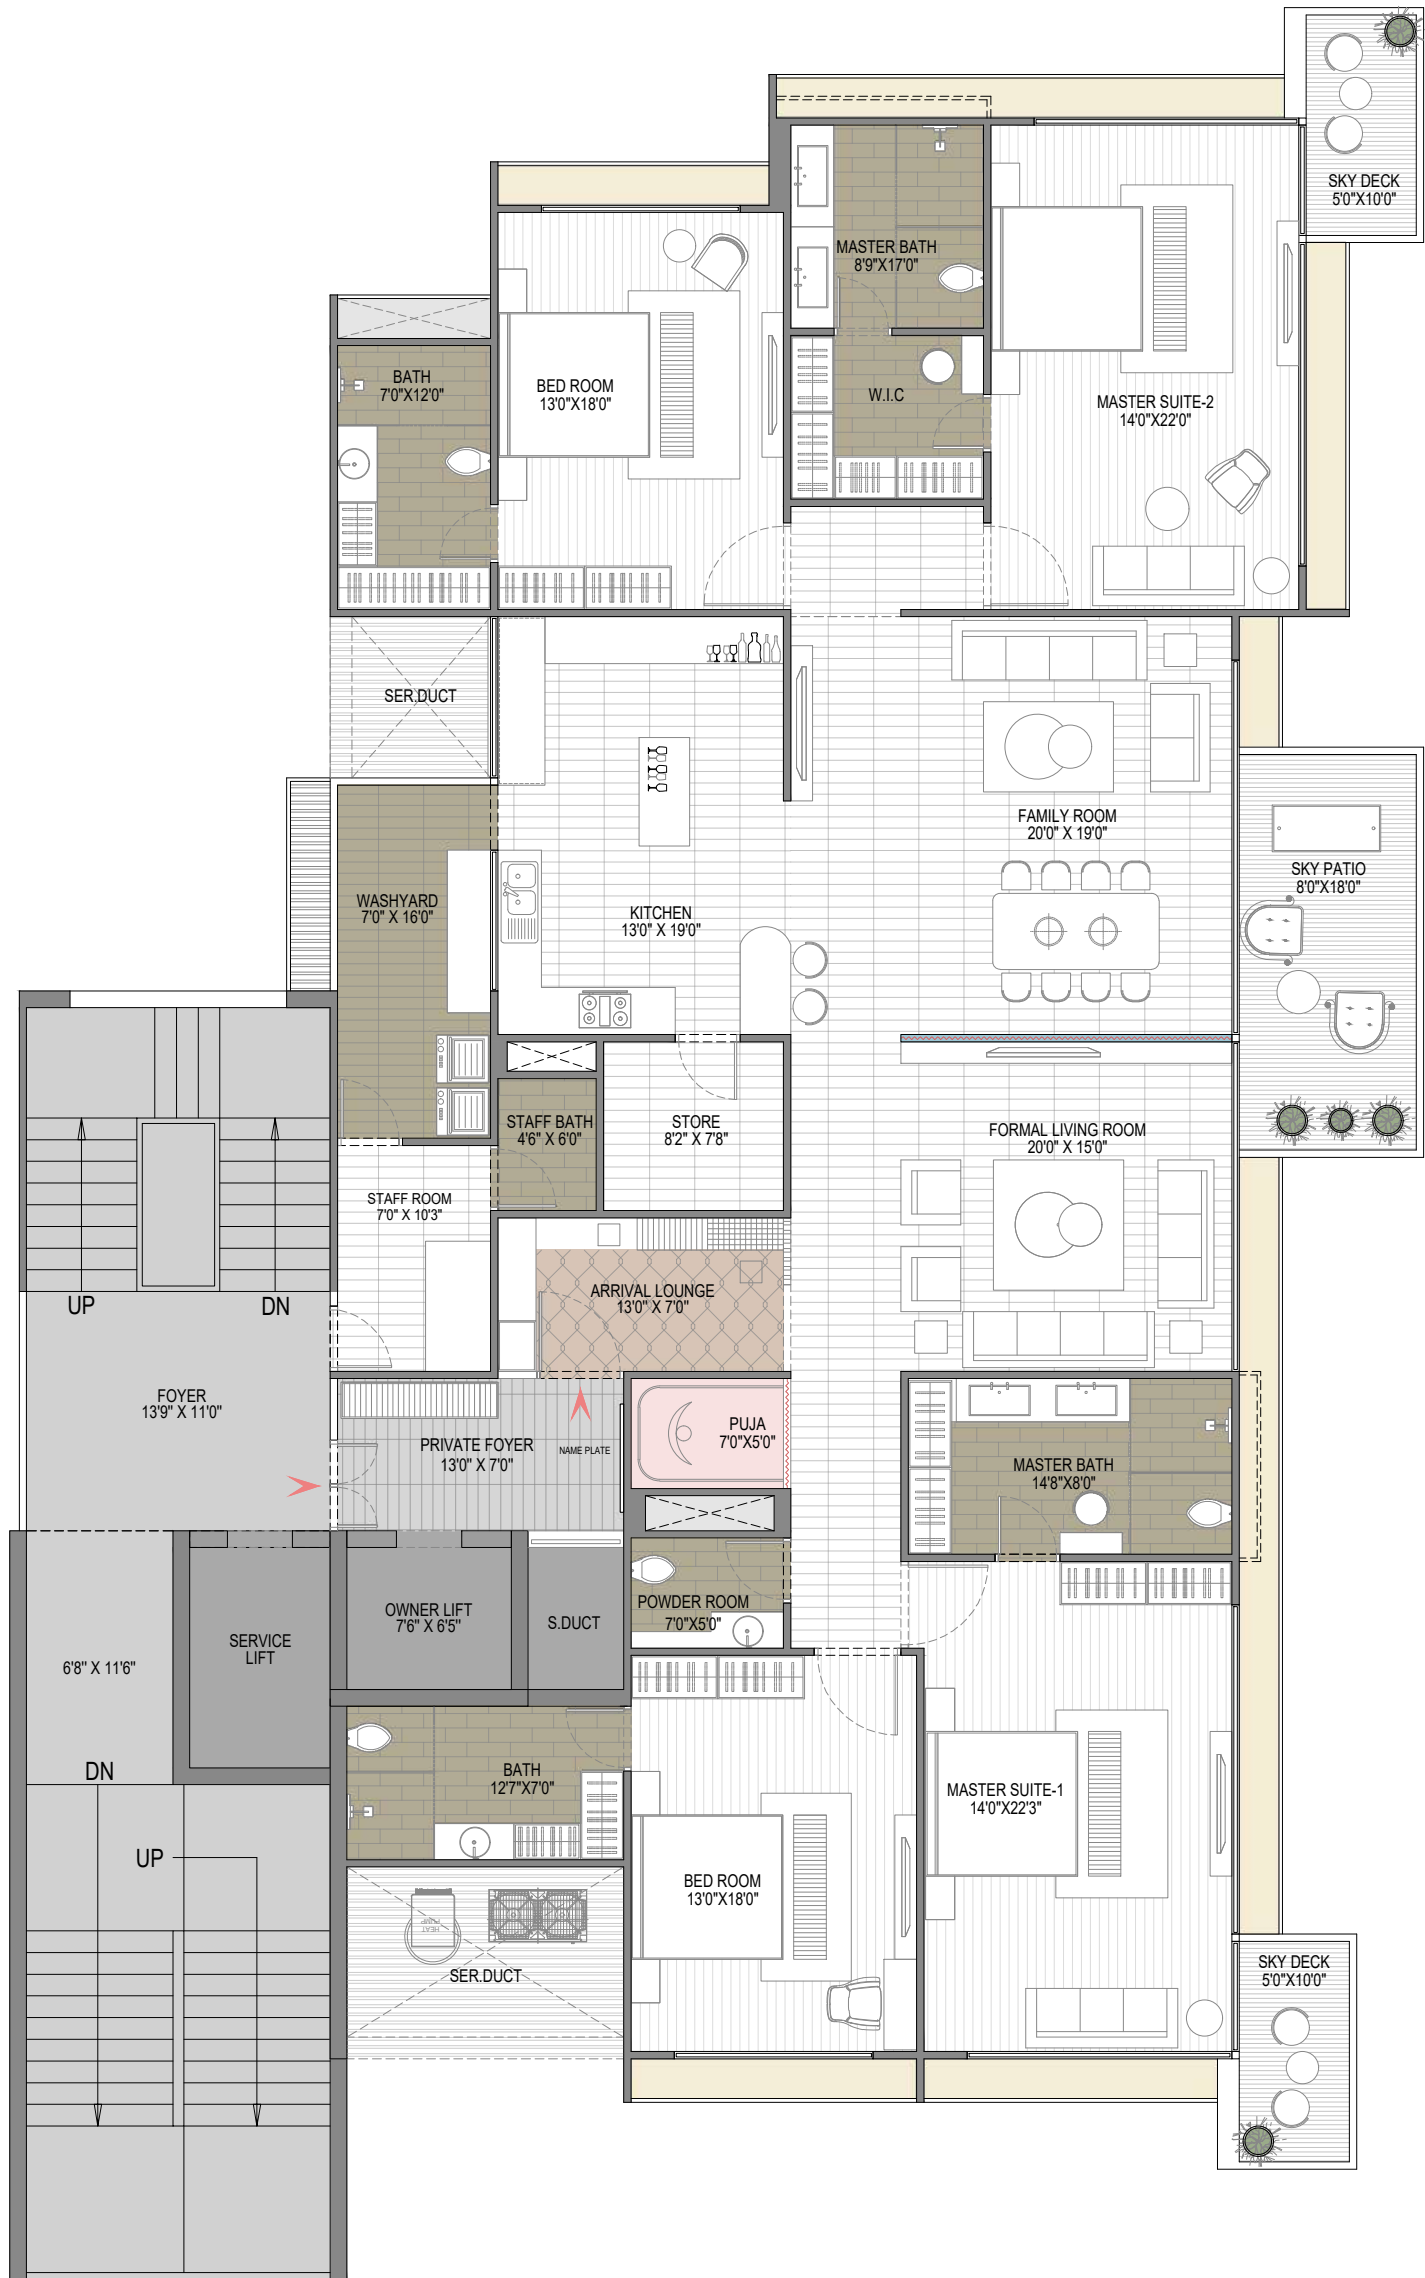 SKY DECK
5'0"X10'0"
MASTER BATH
8'9"X17'0"
BATH
7'0"X12'0"
BED ROOM
13'0"X18'0"
W.I.C
MASTER SUITE-2
14'0"X22'0"
SER.DUCT
FAMILY ROOM
20'0" X 19'0"
SKY PATIO
8'0"X18'0"
WASHYARD
7'0" X 16'0"
KITCHEN
13'0" X 19'0"
STAFF BATH
4'6" X 6'0"
STORE
8'2" X 7'8"
FORMAL LIVING ROOM
20'0" X 15'0"
STAFF ROOM
7'0" X 10'3"
ARRIVAL LOUNGE
13'0" X 7'0"
UP
DN
FOYER
13'9" X 11'0"
PRIVATE FOYER
13'0" X 7'0"
NAME PLATE
PUJA
7'0"X5'0"
MASTER BATH
14'8"X8'0"
OWNER LIFT
7'6" X 6'5"
S.DUCT
POWDER ROOM
7'0"X5'0"
SERVICE
LIFT
6'8" X 11'6"
DN
BATH
12'7"X7'0"
MASTER SUITE-1
14'0"X22'3"
UP
BED ROOM
13'0"X18'0"
HEAT
PUMP
SER.DUCT
SKY DECK
5'0"X10'0"